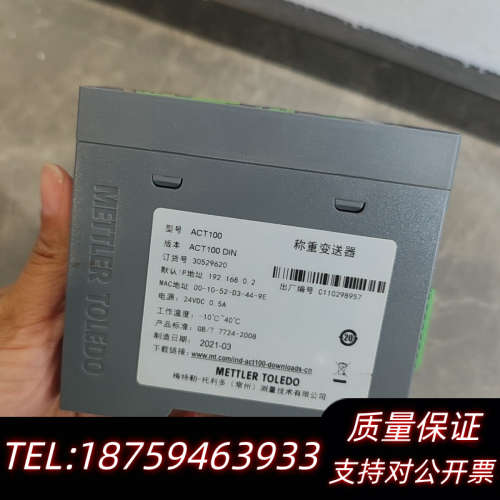 METTLER TOLEDO
型号 ACT100
版本 ACT100 DIN
称重变送器
订货号 30529620
默认IP地址 192.168.0.2
出厂编号 C110298957
MAC地址 00-10-52-D3-44-9E
电源: 24VDC 0.5A
工作温度: -10℃~40℃
产品标准: GB/T 7724-2008
制造日期: 2021-03
下载链接: www.mt.com/ind-act100-downloads-cn
20
METTLER TOLEDO
梅特勒-托利多(常州)测量技术有限公司
TEL:18759463933
质量保证
支持对公开票